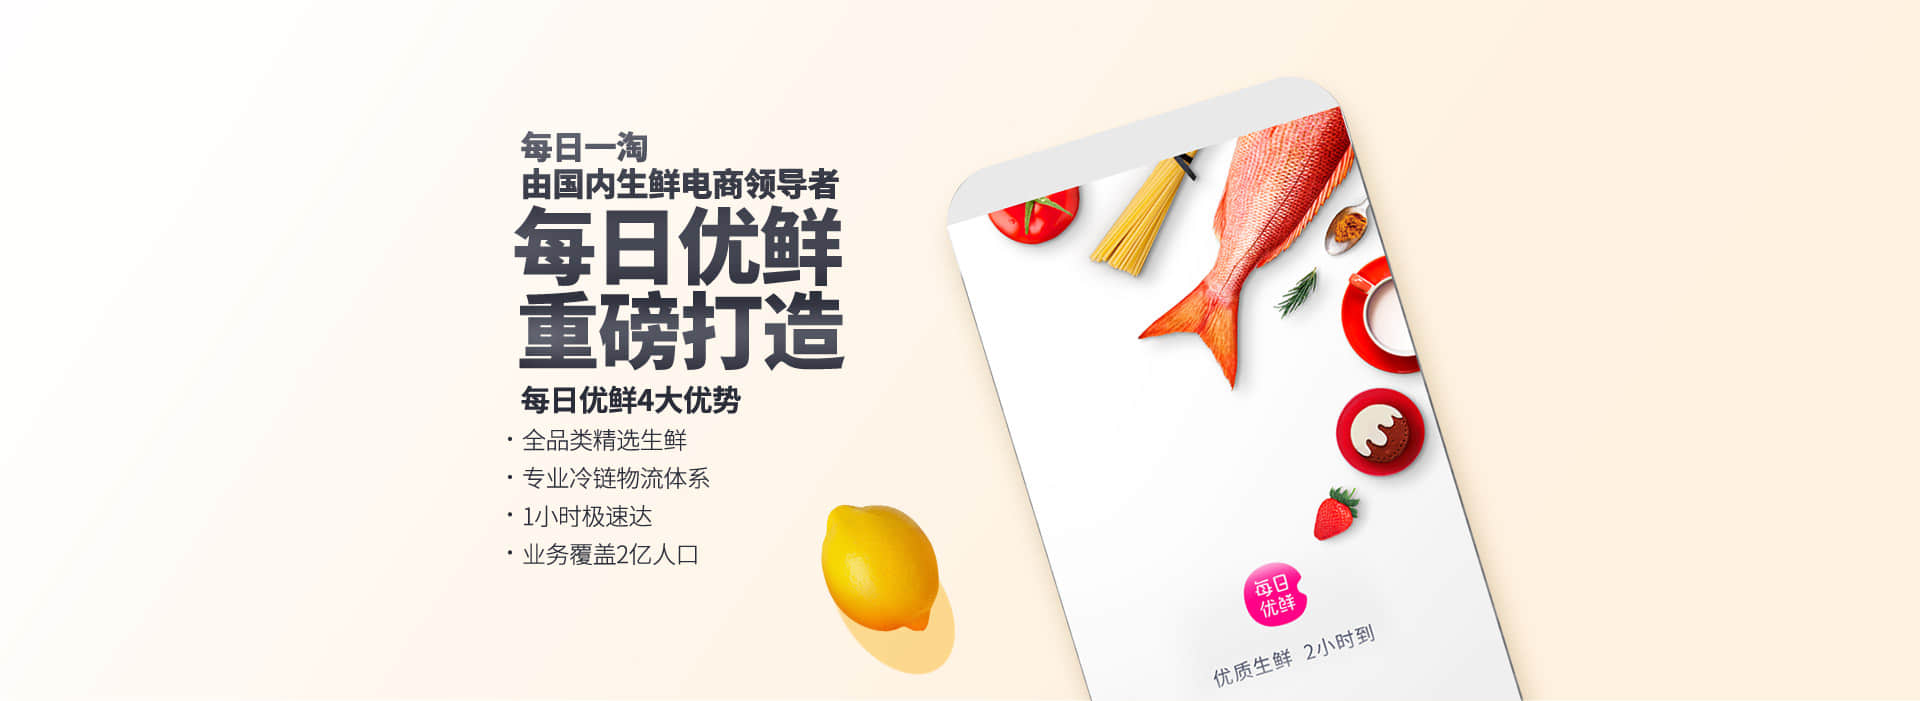 每日一淘
由国内生鲜电商领导者
每日优鲜
重磅打造
每日优鲜4大优势
· 全品类精选生鲜
· 专业冷链物流体系
· 1小时极速达
· 业务覆盖2亿人口
每日
优鲜
优质生鲜 2小时到